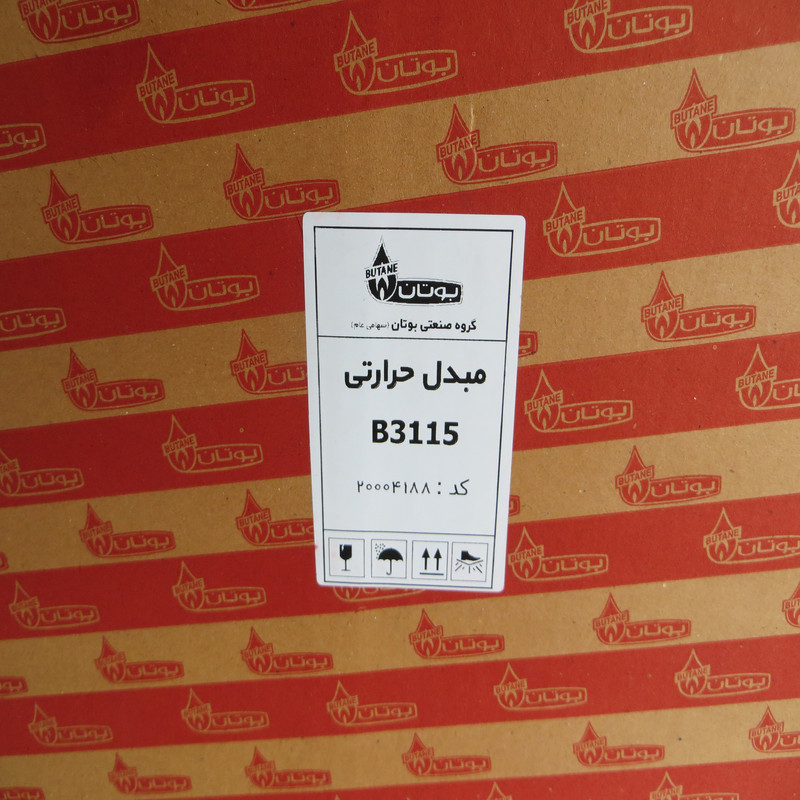 BUTANE
بوتان
گروه صنعتی بوتان (سهامی عام)
مبدل حرارتی
B3115
کد : ۲۰۰۰۴۱۸۸